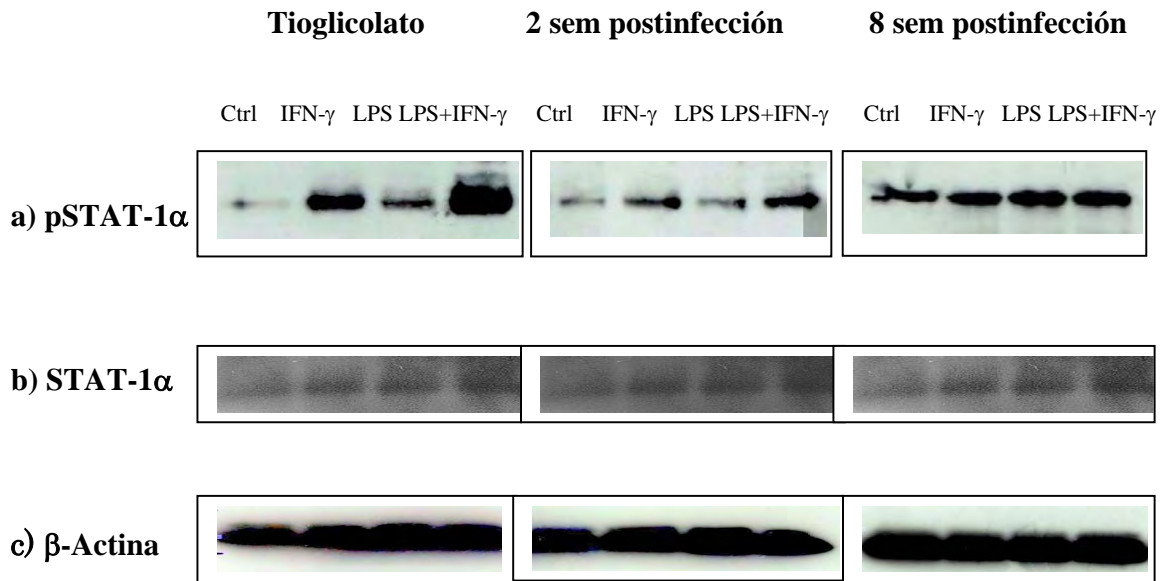 Tioglicolato 2 sem postinfección 8 sem postinfección
Ctrl IFN-γ LPS LPS+IFN-γ Ctrl IFN-γ LPS LPS+IFN-γ Ctrl IFN-γ LPS LPS+IFN-γ
a) pSTAT-1α
b) STAT-1α
c) β-Actina